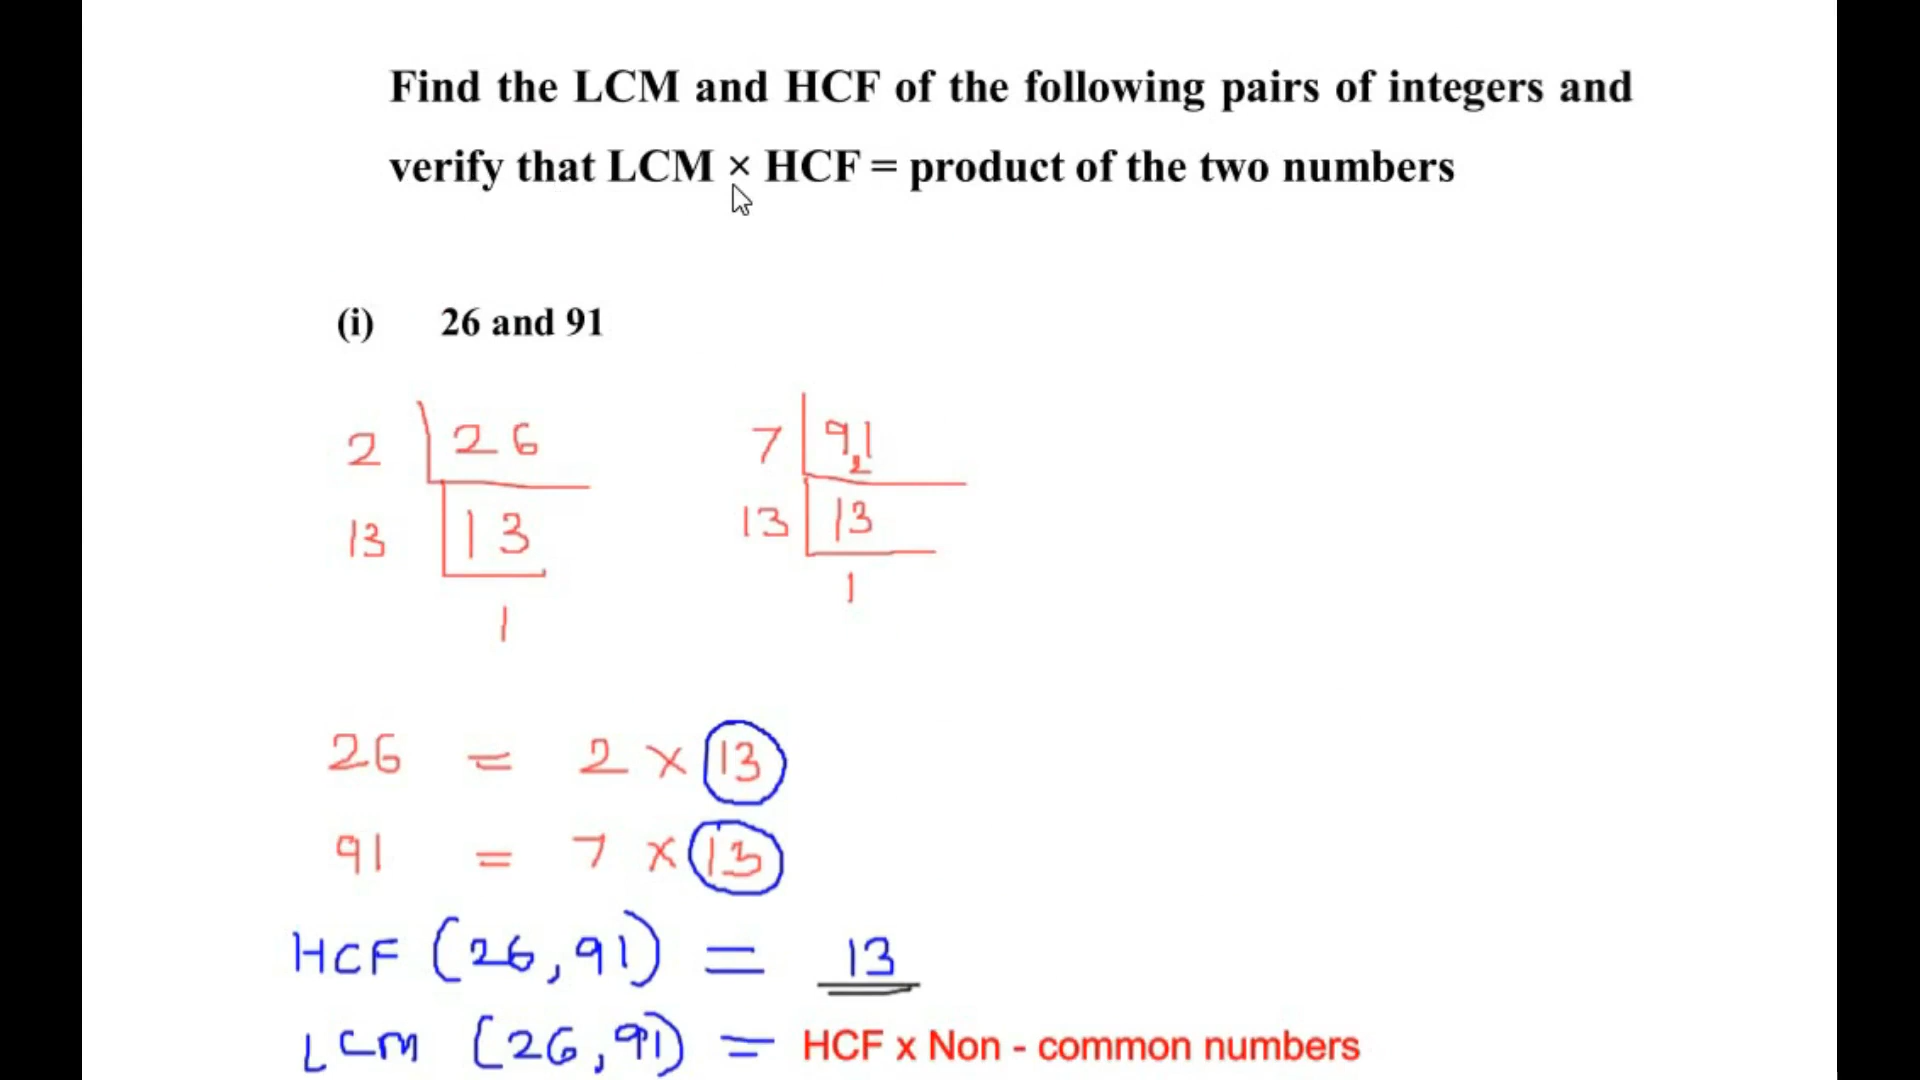 Find the LCM and HCF of the following pairs of integers and
verify that LCM × HCF = product of the two numbers
(i) 26 and 91
2 26 7 91
2
13 13 13 13
1 1
26 = 2 × 13
91 = 7 × 13
HCF (26,91) = 13
LCM (26,91) = HCF x Non - common numbers